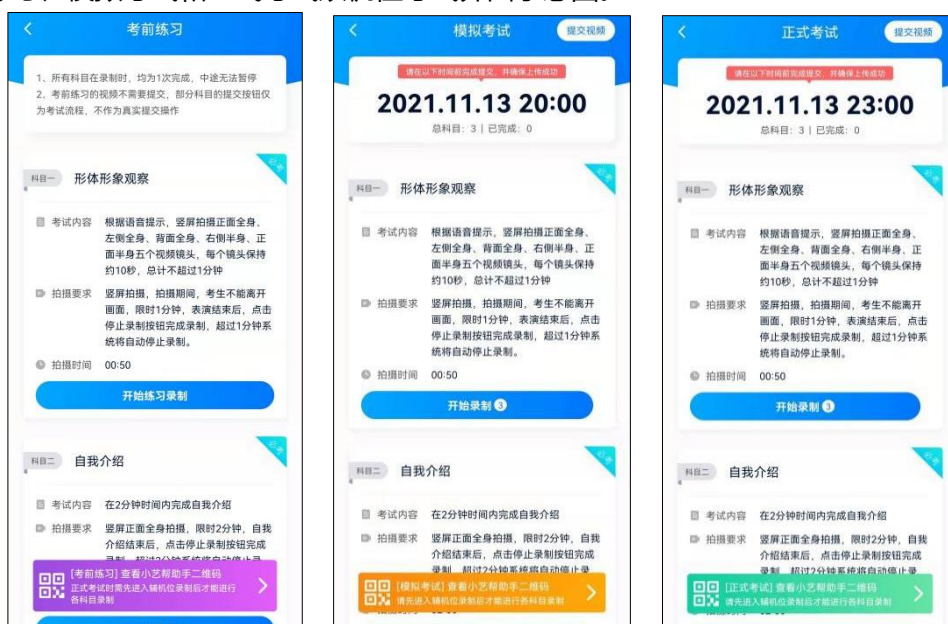 考前练习
1、所有科目在录制时，均为1次完成，中途无法暂停
2、考前练习的视频不需要提交，部分科目的提交按钮仅
为考试流程，不作为真实提交操作
必考
科目一 形体形象观察
考试内容 根据语音提示，竖屏拍摄正面全身、
左侧全身、背面全身、右侧半身、正
面半身五个视频镜头，每个镜头保持
约10秒，总计不超过1分钟
拍摄要求 竖屏拍摄，拍摄期间，考生不能离开
画面，限时1分钟，表演结束后，点击
停止录制按钮完成录制，超过1分钟系
统将自动停止录制。
拍摄时间 00:50
开始练习录制
必考
科目二 自我介绍
考试内容 在2分钟时间内完成自我介绍
拍摄要求 竖屏正面全身拍摄，限时2分钟，自我
介绍结束后，点击停止录制按钮完成
[考前练习] 查看小艺帮助手二维码
正式考试时需先进入辅机位录制后才能进行
各科目录制
模拟考试 提交视频
请在以下时间前完成提交，并确保上传成功
2021.11.13 20:00
总科目：3 | 已完成：0
必考
科目一 形体形象观察
考试内容 根据语音提示，竖屏拍摄正面全身、
左侧全身、背面全身、右侧半身、正
面半身五个视频镜头，每个镜头保持
约10秒，总计不超过1分钟
拍摄要求 竖屏拍摄，拍摄期间，考生不能离开
画面，限时1分钟，表演结束后，点击
停止录制按钮完成录制，超过1分钟系
统将自动停止录制。
拍摄时间 00:50
开始录制 3
必考
科目二 自我介绍
考试内容 在2分钟时间内完成自我介绍
拍摄要求 竖屏正面全身拍摄，限时2分钟，自我
介绍结束后，点击停止录制按钮完成
录制，超过2分钟系统将自动停止录
[模拟考试] 查看小艺帮助手二维码
请先进入辅机位录制后才能进行各科目录制
正式考试 提交视频
请在以下时间前完成提交，并确保上传成功
2021.11.13 23:00
总科目：3 | 已完成：0
必考
科目一 形体形象观察
考试内容 根据语音提示，竖屏拍摄正面全身、
左侧全身、背面全身、右侧半身、正
面半身五个视频镜头，每个镜头保持
约10秒，总计不超过1分钟
拍摄要求 竖屏拍摄，拍摄期间，考生不能离开
画面，限时1分钟，表演结束后，点击
停止录制按钮完成录制，超过1分钟系
统将自动停止录制。
拍摄时间 00:50
开始录制 3
必考
科目二 自我介绍
考试内容 在2分钟时间内完成自我介绍
拍摄要求 竖屏正面全身拍摄，限时2分钟，自我
介绍结束后，点击停止录制按钮完成
录制，超过2分钟系统将自动停止录
[正式考试] 查看小艺帮助手二维码
请先进入辅机位录制后才能进行各科目录制